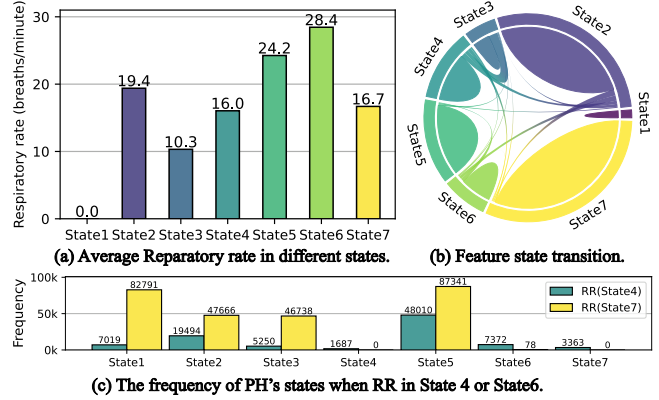 Respiratory rate (breaths/minute)
30
20
10
0
0.0
19.4
10.3
16.0
24.2
28.4
16.7
State1 State2 State3 State4 State5 State6 State7
(a) Average Reparatory rate in different states.
State1
State2
State3
State4
State5
State6
State7
(b) Feature state transition.
Frequency
100k
50k
0k
7019 82791
19494 47666
5250 46738
1687 0
48010 87341
7372 78
3363 0
RR(State4)
RR(State7)
State1 State2 State3 State4 State5 State6 State7
(c) The frequency of PH's states when RR in State 4 or State6.